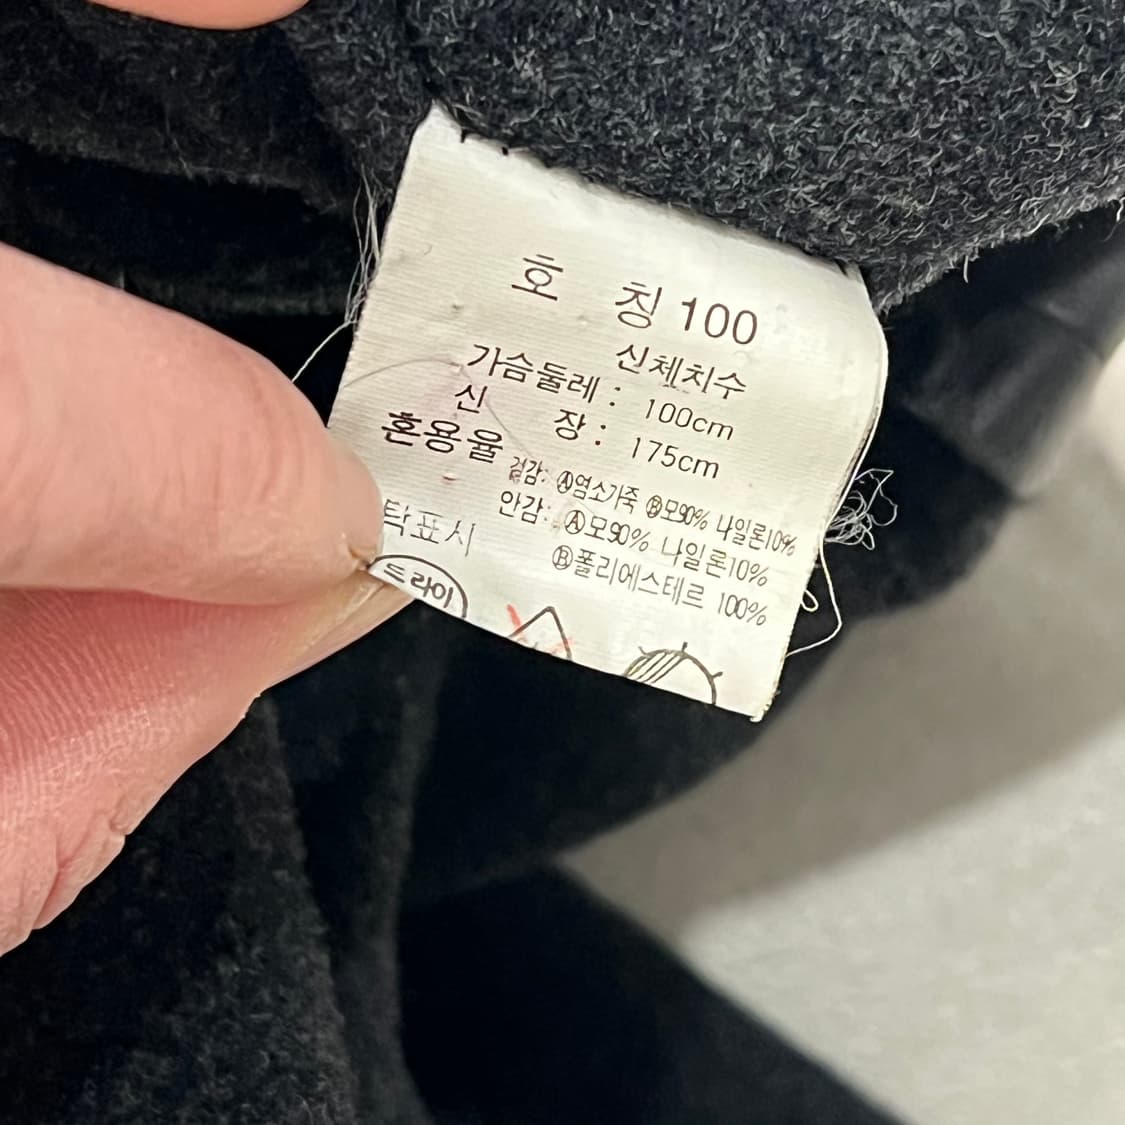 호 칭 100
신체치수
가슴둘레 : 100cm
신 장 : 175cm
혼용율
겉감: Ⓐ염소가죽 Ⓑ모90% 나일론10%
안감: Ⓐ모90% 나일론10%
Ⓑ폴리에스테르 100%
탁표시
드라이